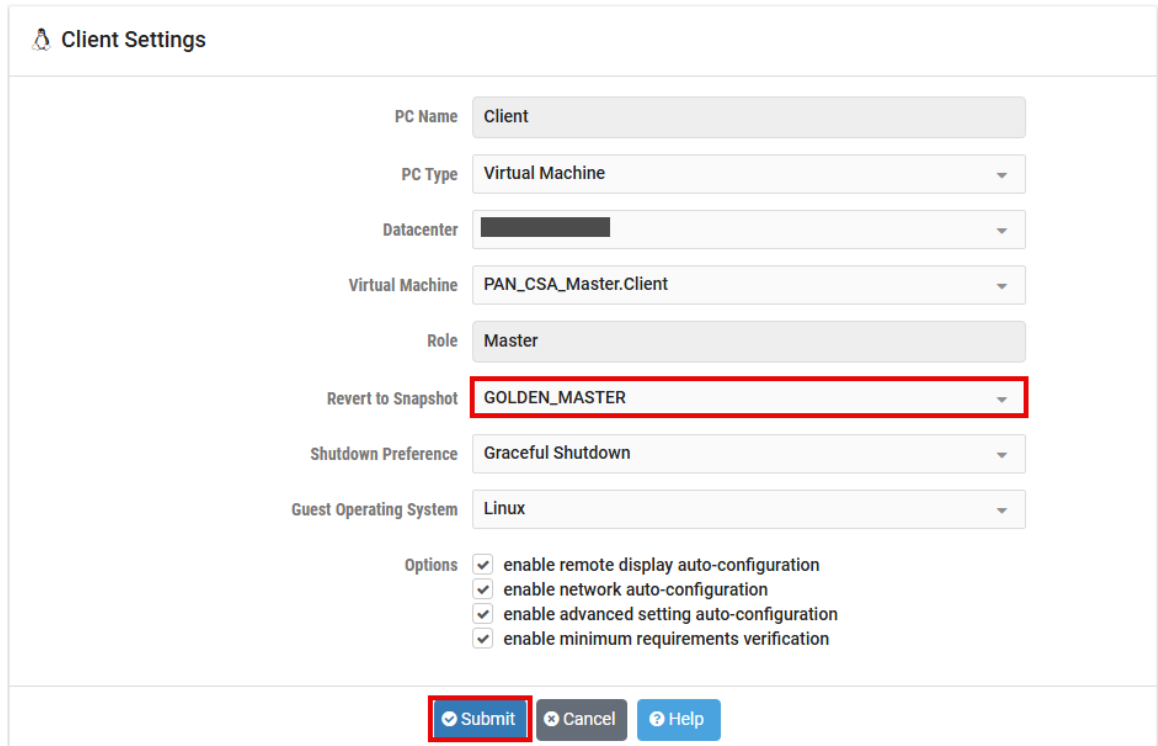 Client Settings
PC Name Client
PC Type Virtual Machine
Datacenter
Virtual Machine PAN_CSA_Master.Client
Role Master
Revert to Snapshot GOLDEN_MASTER
Shutdown Preference Graceful Shutdown
Guest Operating System Linux
Options enable remote display auto-configuration
enable network auto-configuration
enable advanced setting auto-configuration
enable minimum requirements verification
Submit Cancel Help